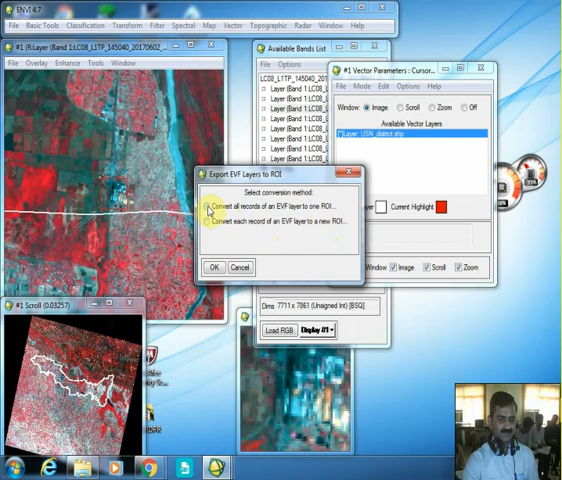 ENVI 4.7
File Basic Tools Classification Transform Filter Spectral Map Vector Topographic Radar Window Help
#1 (R:Layer (Band 1:LC08_L1TP_145040_20170602_...
File Overlay Enhance Tools Window
Available Bands List
File Options
LC08_L1TP_145040_201
Layer (Band 1:LC08_L
Layer (Band 1:LC08_L
Layer (Band 1:LC08_L
Layer (Band 1:LC08_L
Layer (Band 1:LC08_L
Layer (Band 1:LC08_L
#1 Vector Parameters : Cursor...
File Mode Edit Options Help
Window: Image Scroll Zoom Off
Available Vector Layers
Layer: USN_district.shp
Current Highlight
Window Image Scroll Zoom
Export EVF Layers to ROI
Select conversion method:
Convert all records of an EVF layer to one ROI...
Convert each record of an EVF layer to a new ROI...
OK Cancel
Dims 7711 x 7861 (Unsigned Int) [BSQ]
Load RGB Display #1
#1 Scroll (0.03257)